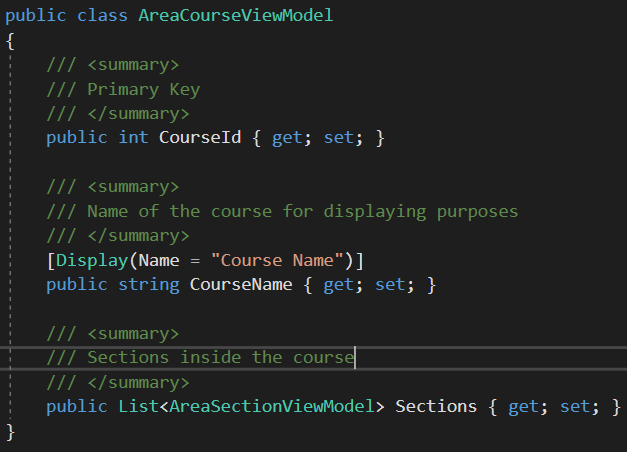 public class AreaCourseViewModel
{
/// <summary>
/// Primary Key
/// </summary>
public int CourseId { get; set; }
/// <summary>
/// Name of the course for displaying purposes
/// </summary>
[Display(Name = "Course Name")]
public string CourseName { get; set; }
/// <summary>
/// Sections inside the course
/// </summary>
public List<AreaSectionViewModel> Sections { get; set; }
}